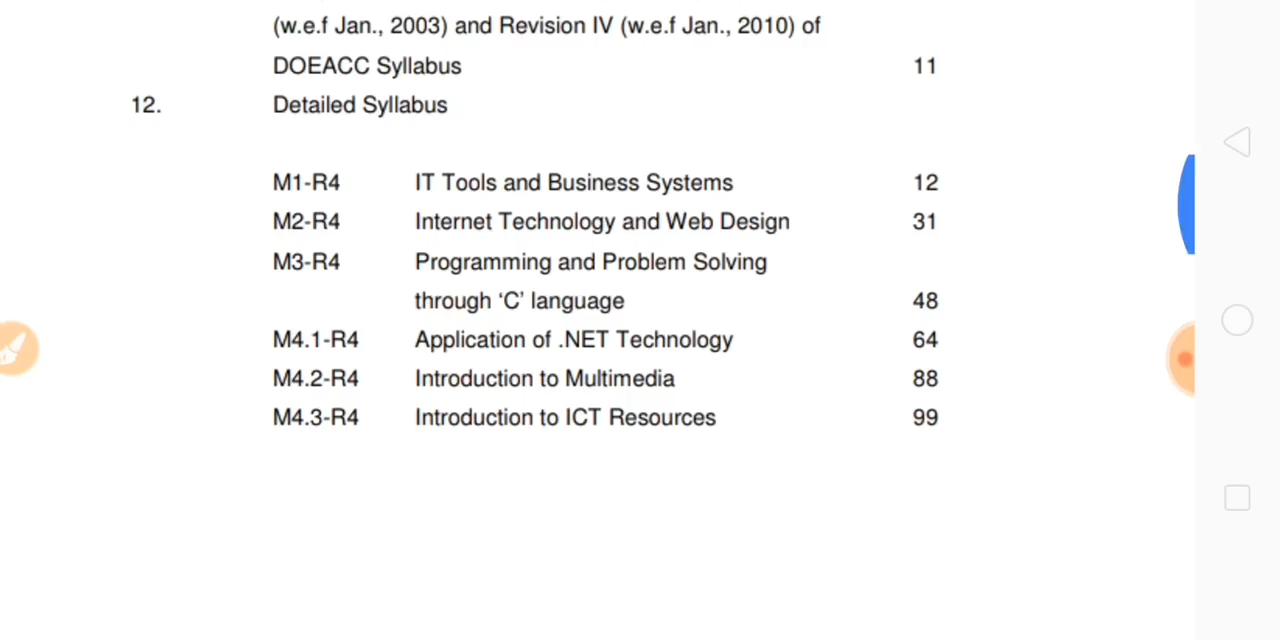 (w.e.f Jan., 2003) and Revision IV (w.e.f Jan., 2010) of
DOEACC Syllabus 11
12. Detailed Syllabus
M1-R4 IT Tools and Business Systems 12
M2-R4 Internet Technology and Web Design 31
M3-R4 Programming and Problem Solving
through ‘C’ language 48
M4.1-R4 Application of .NET Technology 64
M4.2-R4 Introduction to Multimedia 88
M4.3-R4 Introduction to ICT Resources 99